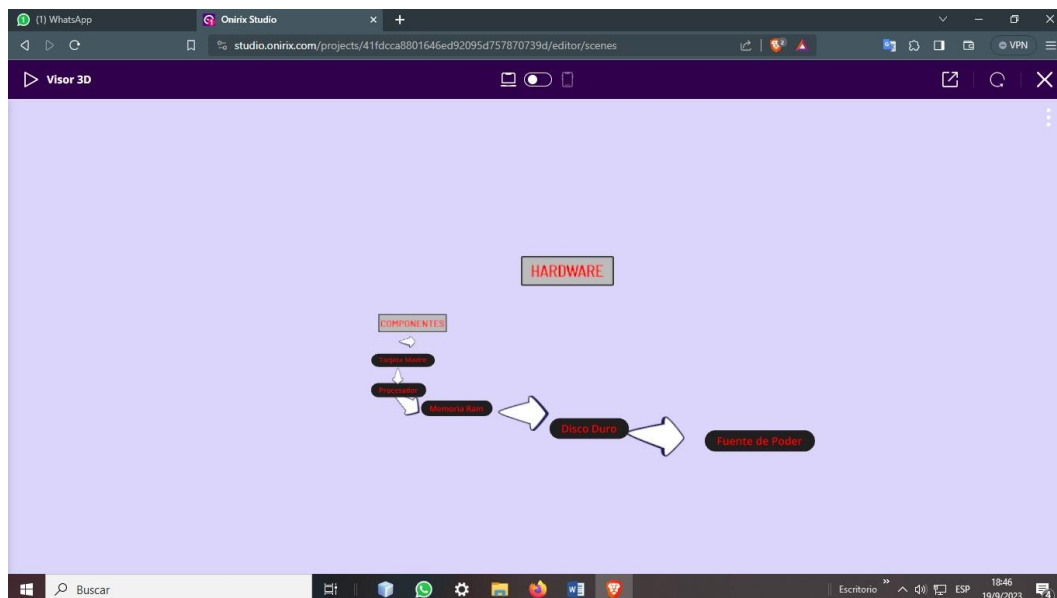 (1) WhatsApp
Onirix Studio
studio.onirix.com/projects/41fdcca8801646ed92095d757870739d/editor/scenes
VPN
Visor 3D
HARDWARE
COMPONENTES
Tarjeta Madre
Procesador
Memoria Ram
Disco Duro
Fuente de Poder
Buscar
Escritorio
ESP
18:46
19/9/2023